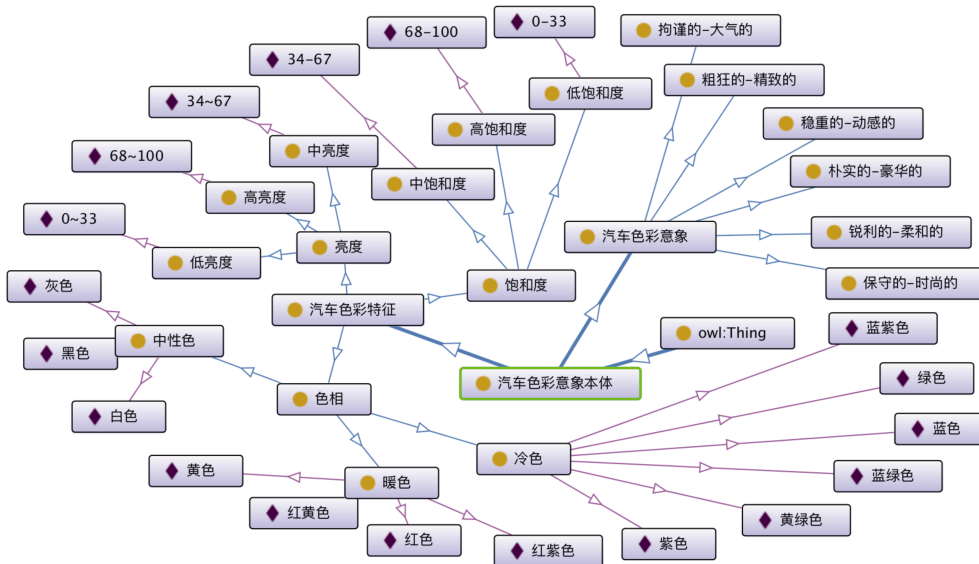 68-100
0-33
拘谨的-大气的
34-67
粗狂的-精致的
34~67
高饱和度
低饱和度
稳重的-动感的
68~100
中亮度
中饱和度
朴实的-豪华的
高亮度
0~33
低亮度
亮度
汽车色彩意象
锐利的-柔和的
灰色
汽车色彩特征
饱和度
保守的-时尚的
中性色
owl:Thing
蓝紫色
黑色
汽车色彩意象本体
绿色
白色
色相
蓝色
黄色
暖色
冷色
蓝绿色
红黄色
红色
红紫色
紫色
黄绿色